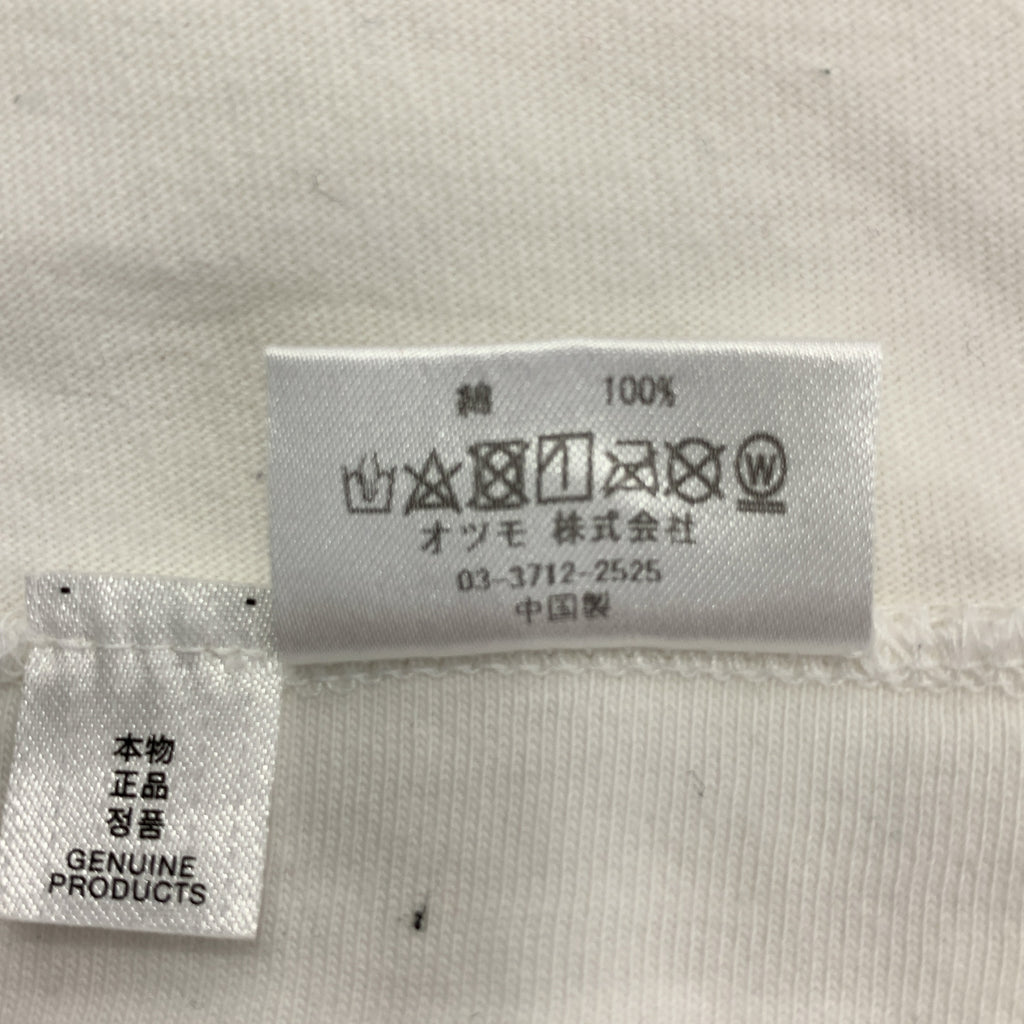 綿 100%
W
オツモ 株式会社
03-3712-2525
中国製
本物
正品
정품
GENUINE
PRODUCTS